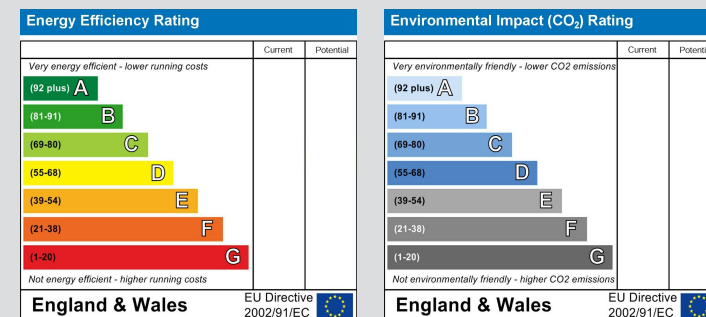 Energy Efficiency Rating
Current Potential
Very energy efficient - lower running costs
(92 plus) A
(81-91) B
(69-80) C
(55-68) D
(39-54) E
(21-38) F
(1-20) G
Not energy efficient - higher running costs
England & Wales
EU Directive
2002/91/EC
Environmental Impact (CO₂) Rating
Current Potenti
Very environmentally friendly - lower CO2 emissions
(92 plus) A
(81-91) B
(69-80) C
(55-68) D
(39-54) E
(21-38) F
(1-20) G
Not environmentally friendly - higher CO2 emissions
England & Wales
EU Directive
2002/91/EC